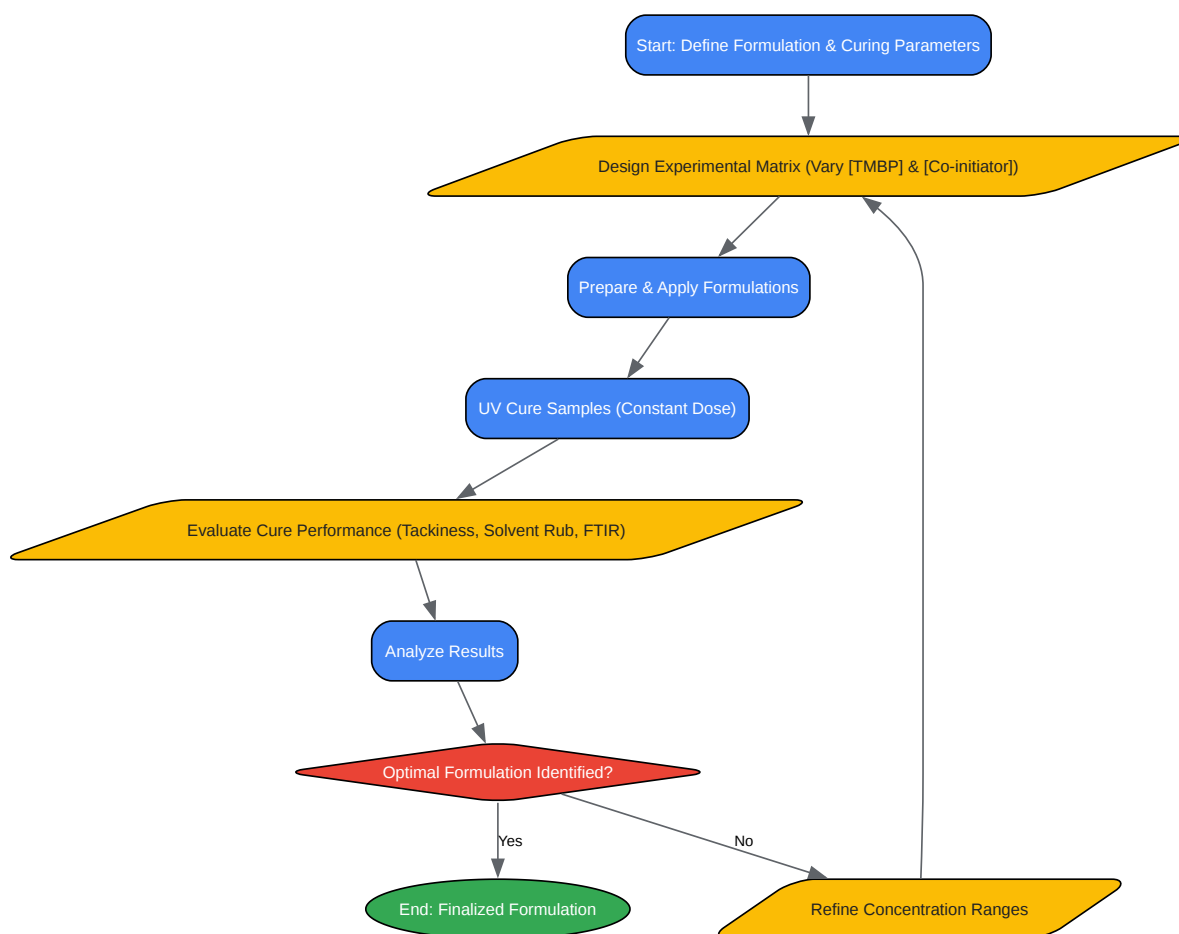 Start: Define Formulation & Curing Parameters
Design Experimental Matrix (Vary [TMBP] & [Co-initiator])
Prepare & Apply Formulations
UV Cure Samples (Constant Dose)
Evaluate Cure Performance (Tackiness, Solvent Rub, FTIR)
Analyze Results
Optimal Formulation Identified?
Yes
No
End: Finalized Formulation
Refine Concentration Ranges